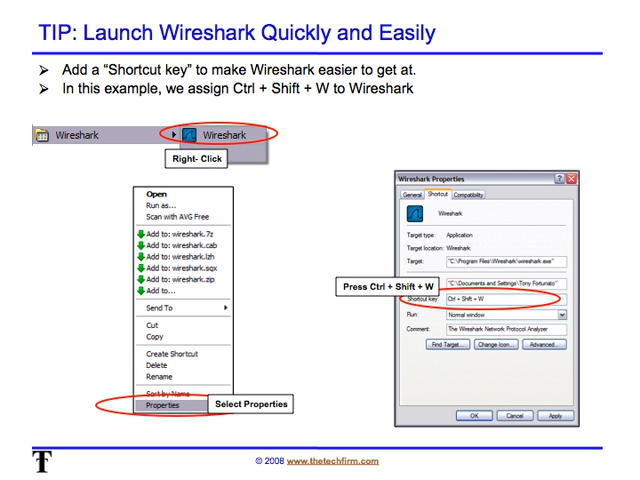 TIP: Launch Wireshark Quickly and Easily
Add a “Shortcut key” to make Wireshark easier to get at.
In this example, we assign Ctrl + Shift + W to Wireshark
Wireshark
Wireshark
Right- Click
Open
Run as...
Scan with AVG Free
Add to: wireshark.7z
Add to: wireshark.cab
Add to: wireshark.lzh
Add to: wireshark.sqx
Add to: wireshark.zip
Add to...
Send To
Cut
Copy
Create Shortcut
Delete
Rename
Sort by Name
Properties
Select Properties
Wireshark Properties
General Shortcut Compatibility
Wireshark
Target type: Application
Target location: Wireshark
Target: "C:\Program Files\Wireshark\wireshark.exe"
"C:\Documents and Settings\Tony Fortunato"
Press Ctrl + Shift + W
Shortcut key: Ctrl + Shift + W
Run: Normal window
Comment: The Wireshark Network Protocol Analyzer
Find Target... Change Icon... Advanced...
OK Cancel Apply
T
© 2008 www.thetechfirm.com